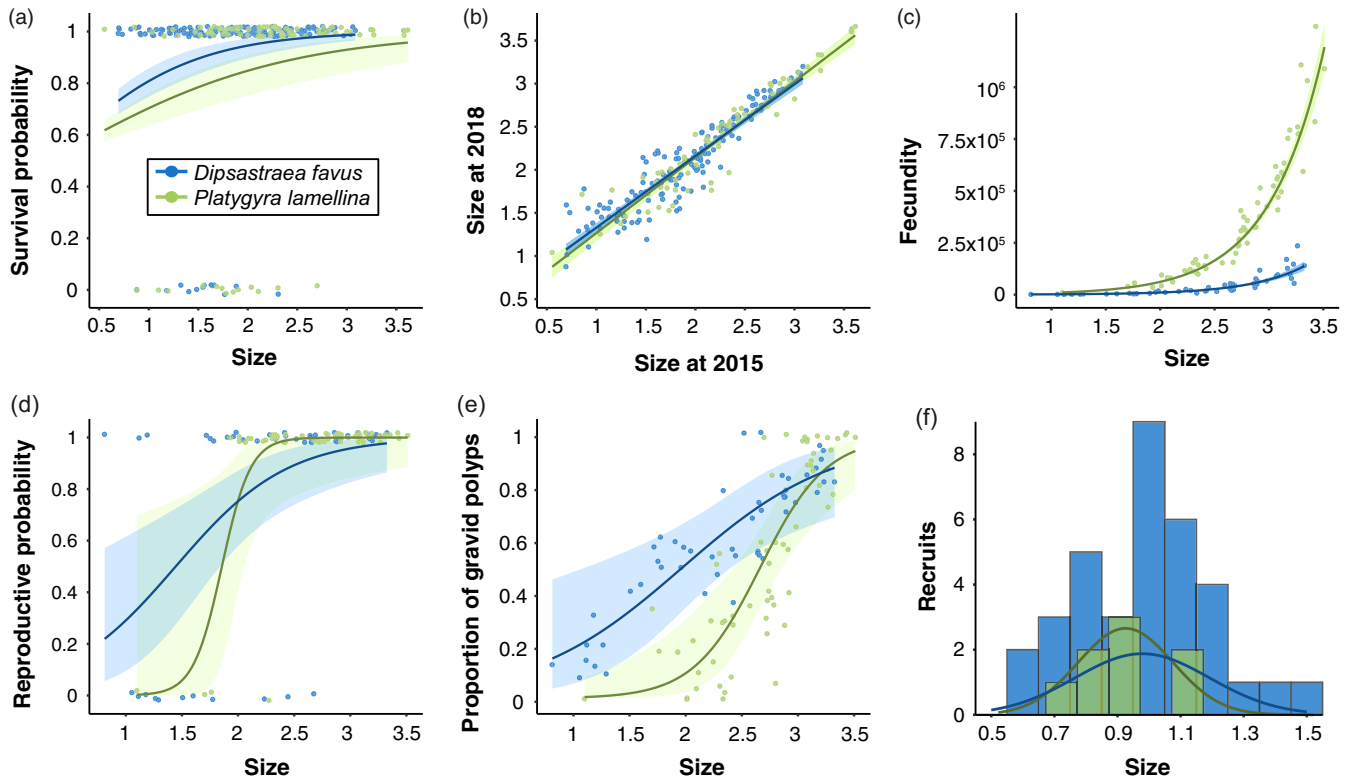 (a)
Survival probability
1
0.8
0.6
0.4
0.2
0
0.5 1 1.5 2 2.5 3 3.5
Size
Dipsastraea favus
Platygyra lamellina
(b)
Size at 2018
3.5
3
2.5
2
1.5
1
0.5
0.5 1 1.5 2 2.5 3 3.5
Size at 2015
(c)
Fecundity
10⁶
7.5x10⁵
5x10⁵
2.5x10⁵
0
1 1.5 2 2.5 3 3.5
Size
(d)
Reproductive probability
1
0.8
0.6
0.4
0.2
0
1 1.5 2 2.5 3 3.5
Size
(e)
Proportion of gravid polyps
1
0.8
0.6
0.4
0.2
0
1 1.5 2 2.5 3 3.5
Size
(f)
Recruits
8
6
4
2
0
0.5 0.7 0.9 1.1 1.3 1.5
Size